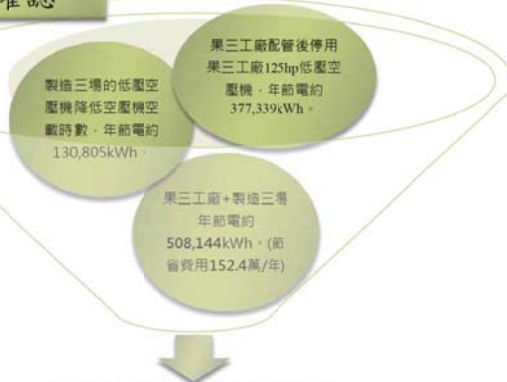 確認
果三工廠配管後停用
果三工廠125hp低壓空
壓機，年節電約
377,339kWh。
製造三場的低壓空
壓機降低空壓機空
載時數，年節電約
130,805kWh。
果三工廠+製造三場
年節電約
508,144kWh。(節
省費用152.4萬/年)